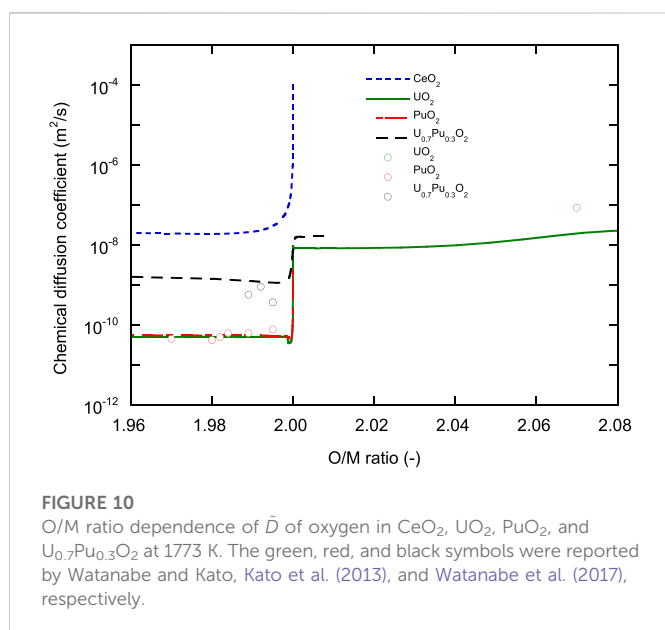 Chemical diffusion coefficient (m²/s)
10⁻⁴
10⁻⁶
10⁻⁸
10⁻¹⁰
10⁻¹²
CeO₂
UO₂
PuO₂
U₀.₇Pu₀.₃O₂
UO₂
PuO₂
U₀.₇Pu₀.₃O₂
1.96 1.98 2.00 2.02 2.04 2.06 2.08
O/M ratio (-)
FIGURE 10
O/M ratio dependence of D̃ of oxygen in CeO₂, UO₂, PuO₂, and
U₀.₇Pu₀.₃O₂ at 1773 K. The green, red, and black symbols were reported
by Watanabe and Kato, Kato et al. (2013), and Watanabe et al. (2017),
respectively.